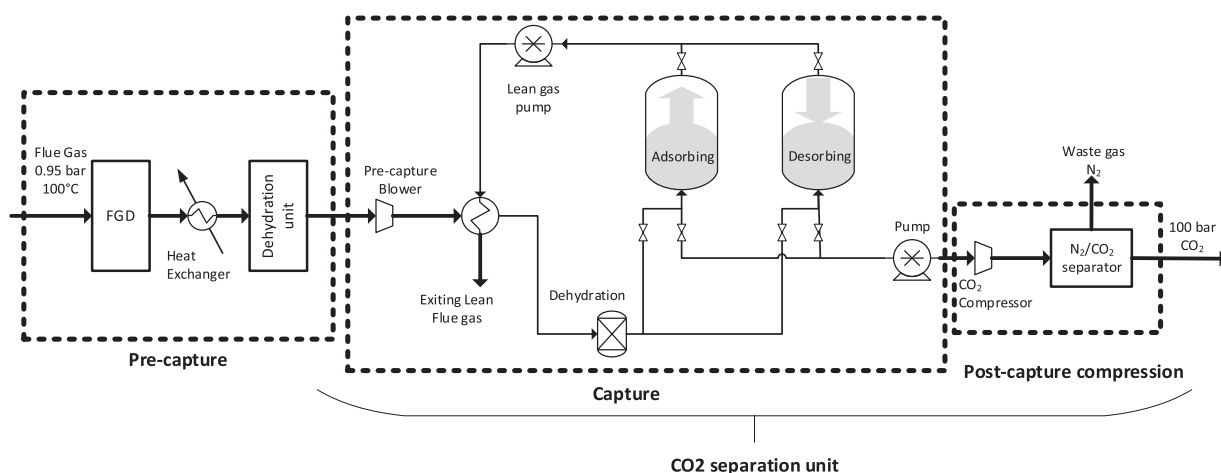 Flue Gas
0.95 bar
100°C
FGD
Heat
Exchanger
Dehydration
unit
Pre-capture
Pre-capture
Blower
Lean gas
pump
Exiting Lean
Flue gas
Dehydration
Adsorbing
Desorbing
Pump
Capture
CO2
Compressor
Waste gas
N2
N2/CO2
separator
100 bar
CO2
Post-capture compression
CO2 separation unit